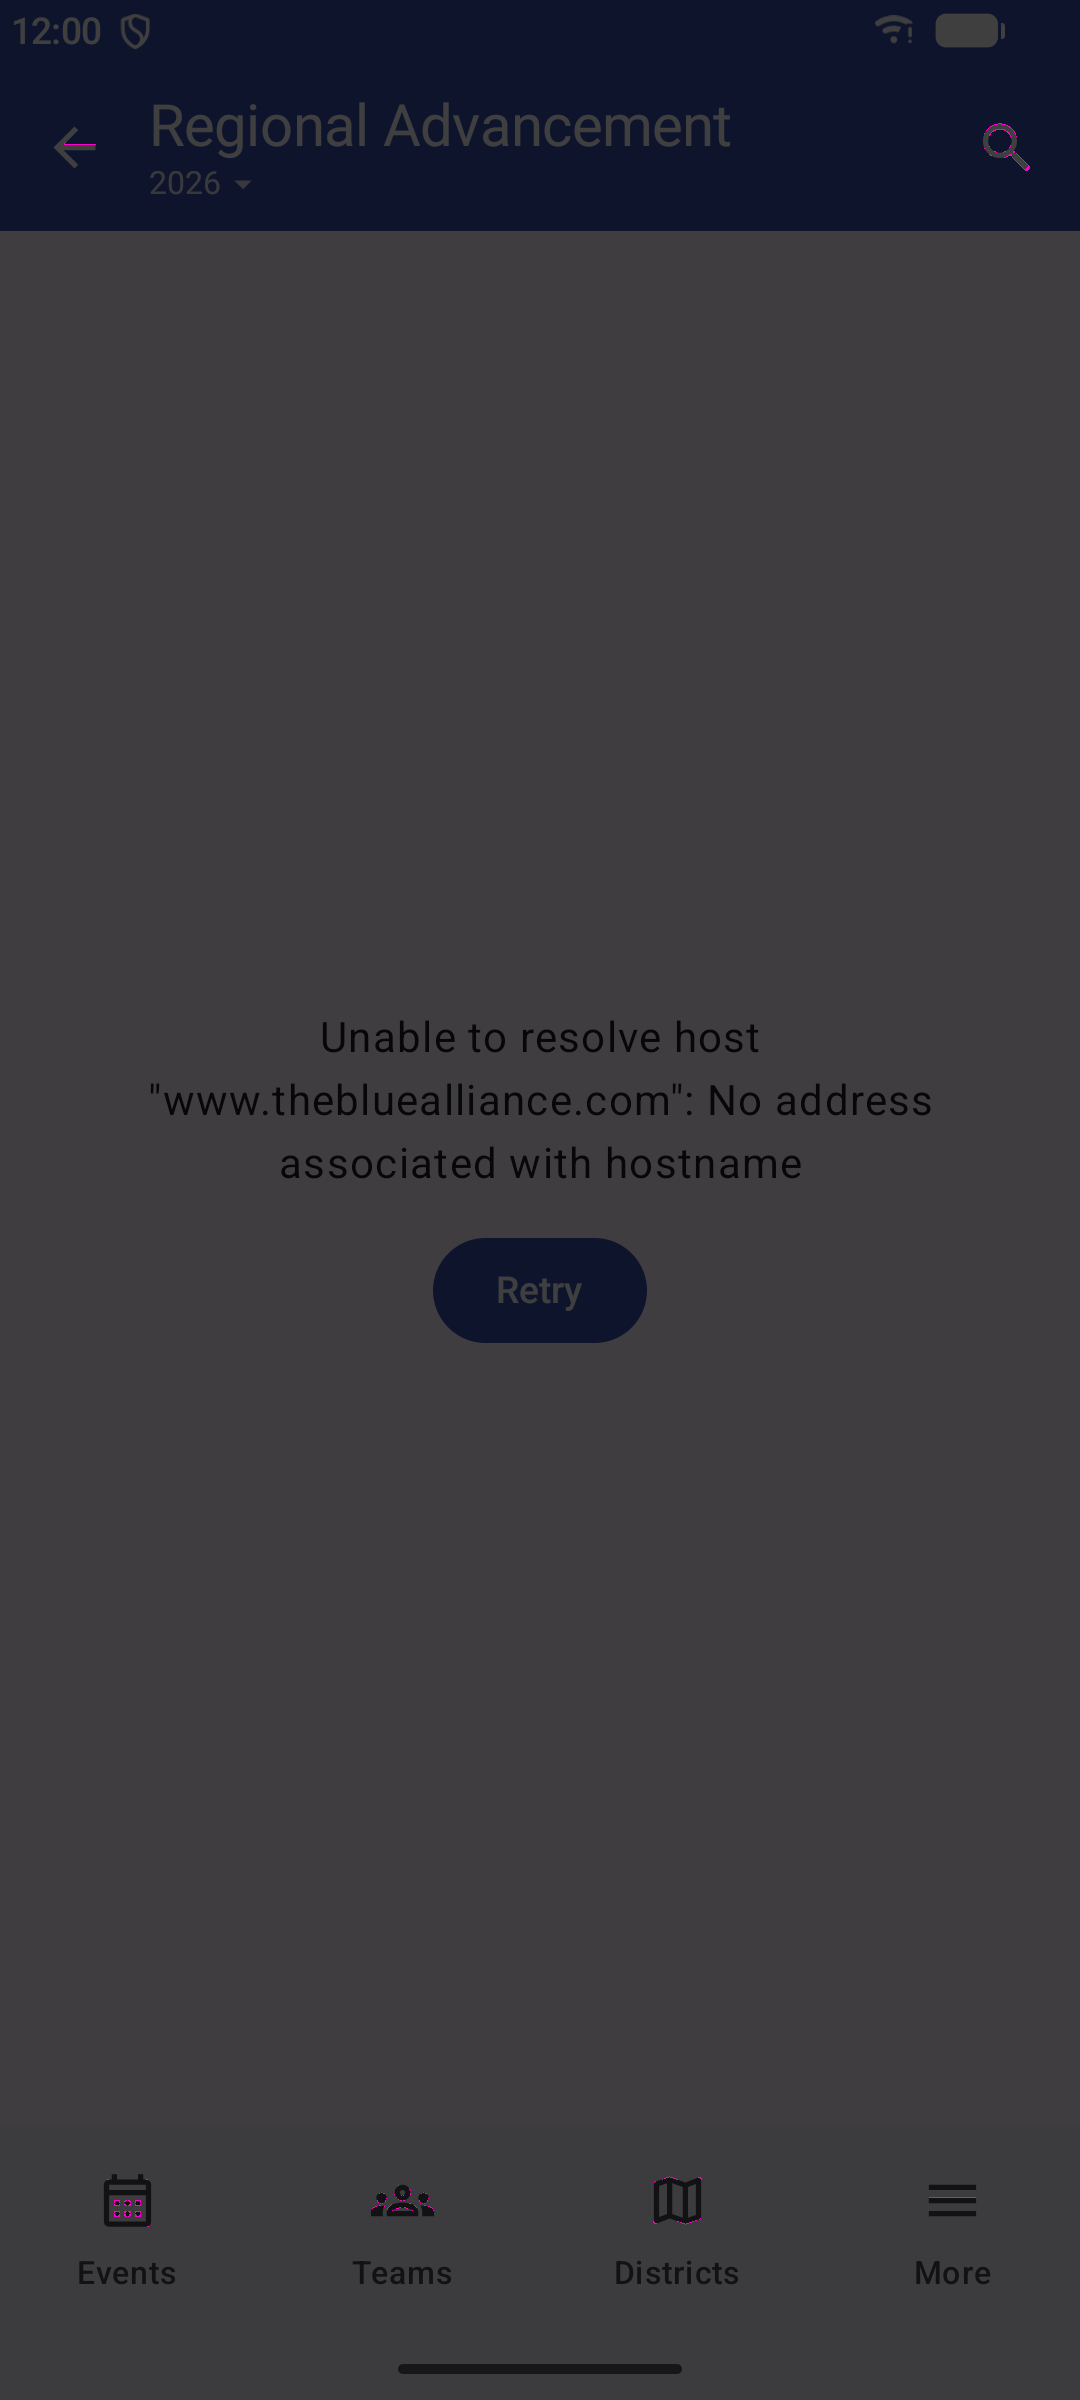 12:00
Regional Advancement
2026
Unable to resolve host
"www.thebluealliance.com": No address
associated with hostname
Retry
Events
Teams
Districts
More